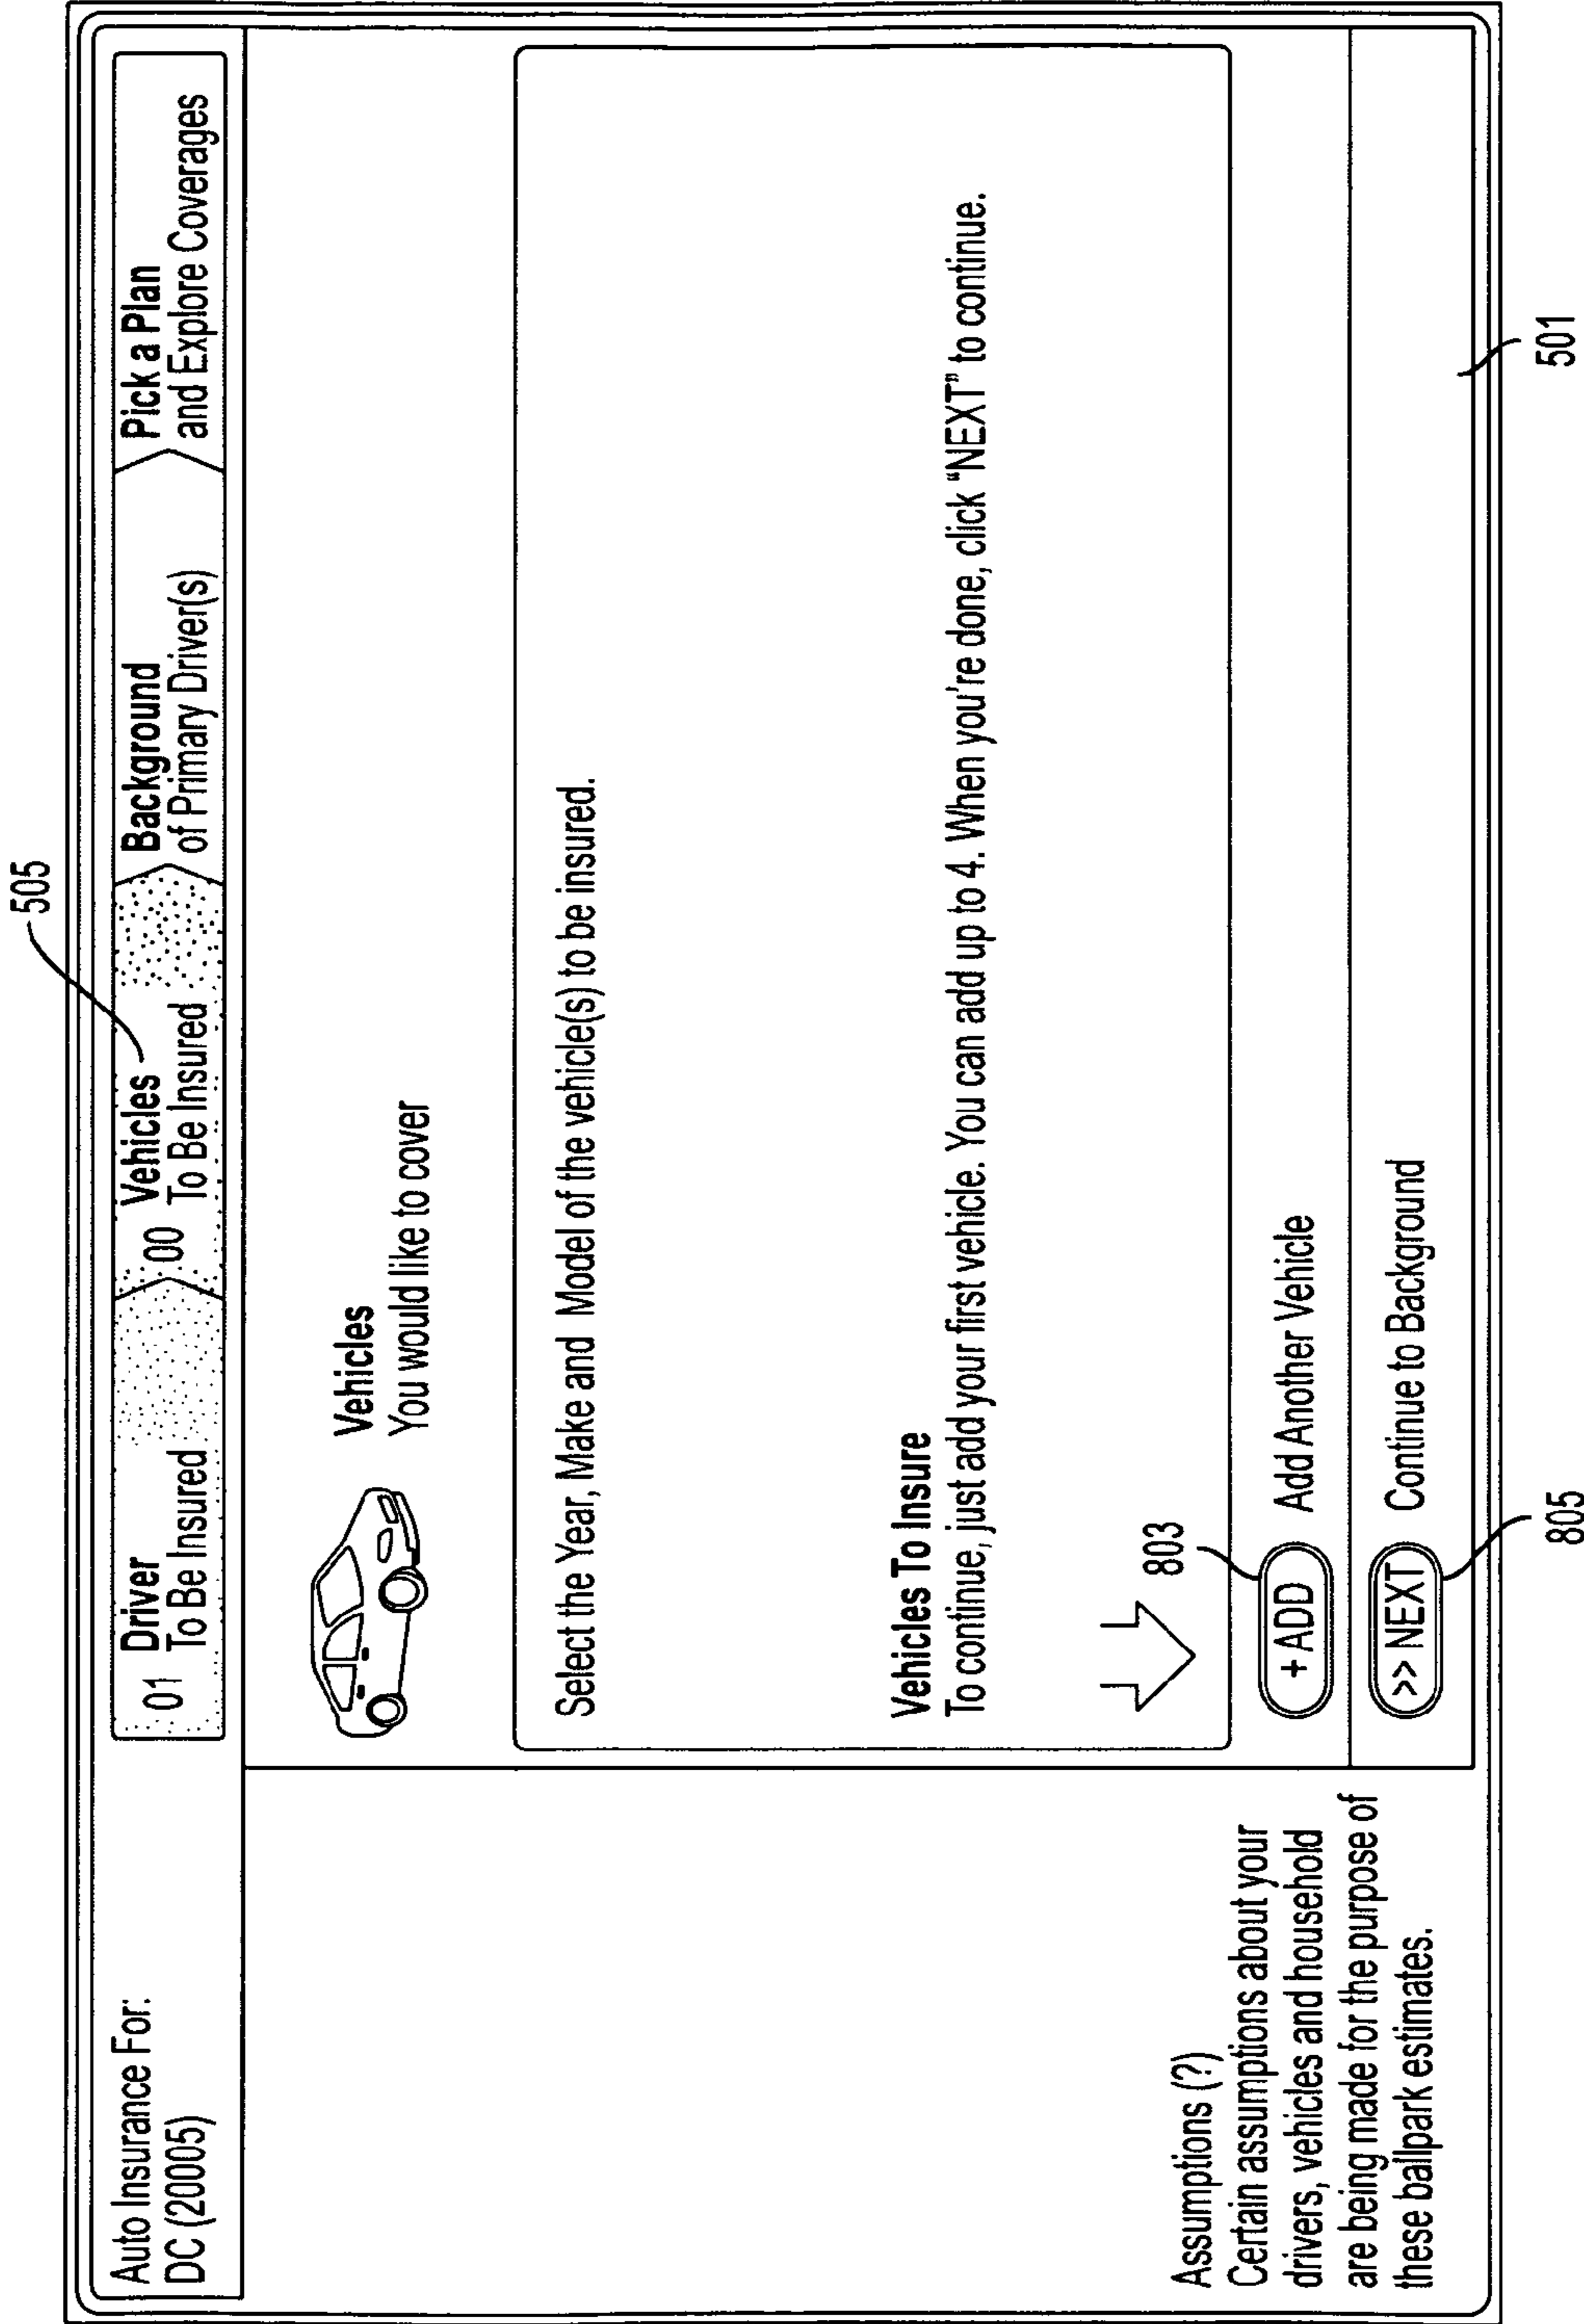 505
Auto Insurance For:
DC (20005)
01 Driver
To Be Insured
00 Vehicles
To Be Insured
Background
of Primary Driver(s)
Pick a Plan
and Explore Coverages
Vehicles
You would like to cover
Select the Year, Make and Model of the vehicle(s) to be insured.
Vehicles To Insure
To continue, just add your first vehicle. You can add up to 4. When you're done, click “NEXT” to continue.
803
+ ADD Add Another Vehicle
>> NEXT Continue to Background
Assumptions (?)
Certain assumptions about your
drivers, vehicles and household
are being made for the purpose of
these ballpark estimates.
805
501